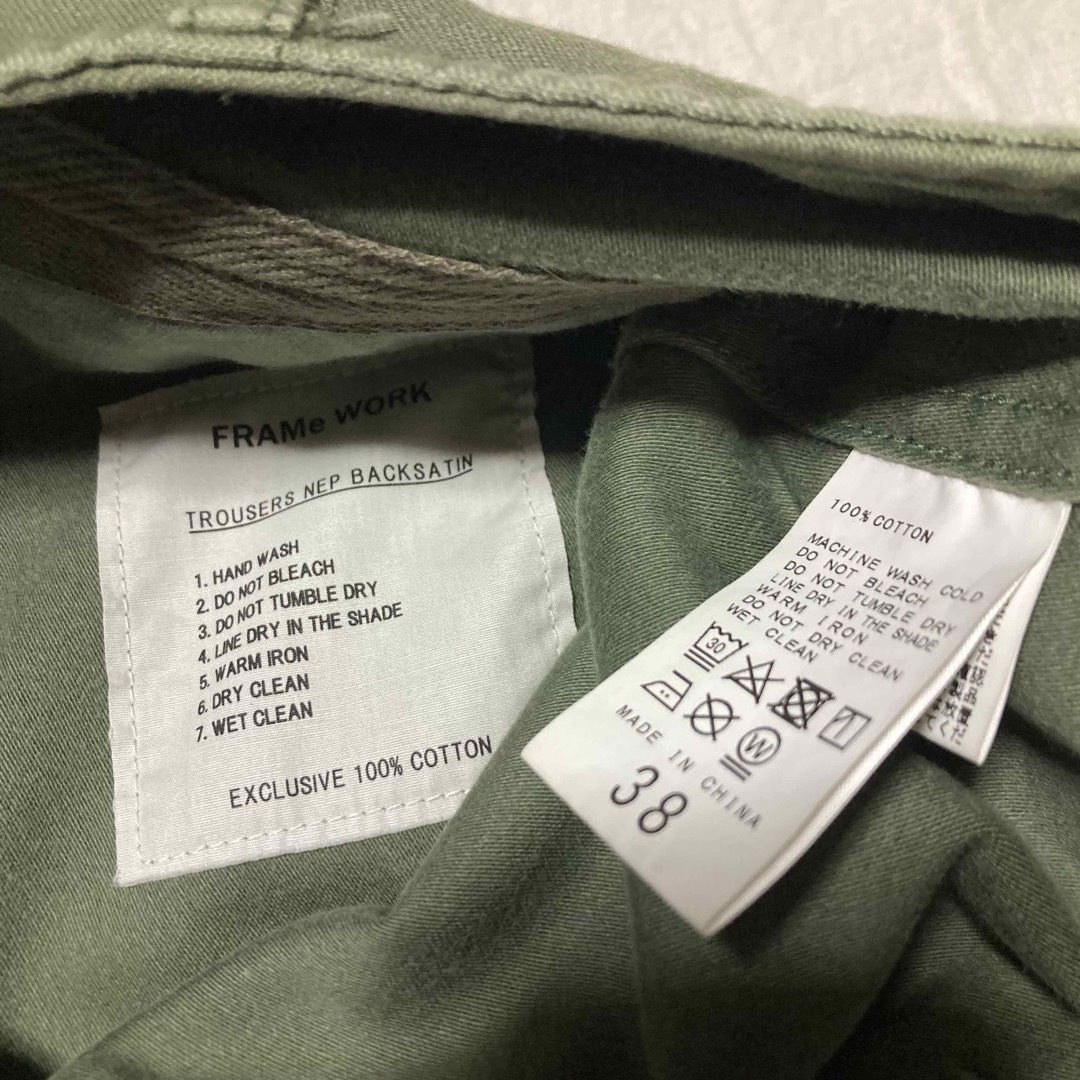 FRAMe WORK
TROUSERS NEP BACKSATIN
1. HAND WASH
2. DO NOT BLEACH
3. DO NOT TUMBLE DRY
4. LINE DRY IN THE SHADE
5. WARM IRON
6. DRY CLEAN
7. WET CLEAN
EXCLUSIVE 100% COTTON
100% COTTON
MACHINE WASH COLD
DO NOT BLEACH
DO NOT TUMBLE DRY
LINE DRY IN THE SHADE
WARM IRON
DO NOT DRY CLEAN
WET CLEAN
30
W
MADE IN CHINA
38